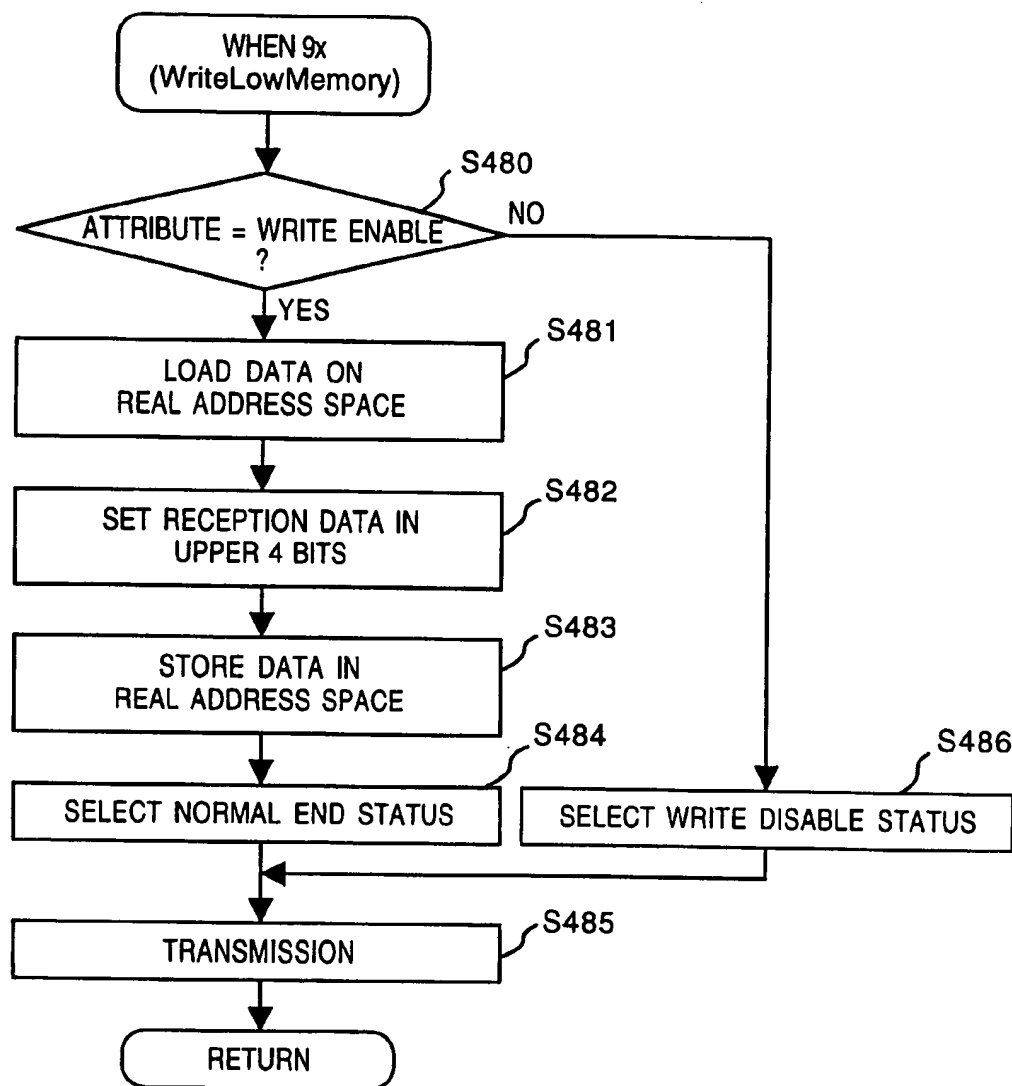 WHEN 9x
(WriteLowMemory)
S480
ATTRIBUTE = WRITE ENABLE
?
NO
YES
S481
LOAD DATA ON
REAL ADDRESS SPACE
S482
SET RECEPTION DATA IN
UPPER 4 BITS
S483
STORE DATA IN
REAL ADDRESS SPACE
S484
SELECT NORMAL END STATUS
S486
SELECT WRITE DISABLE STATUS
S485
TRANSMISSION
RETURN